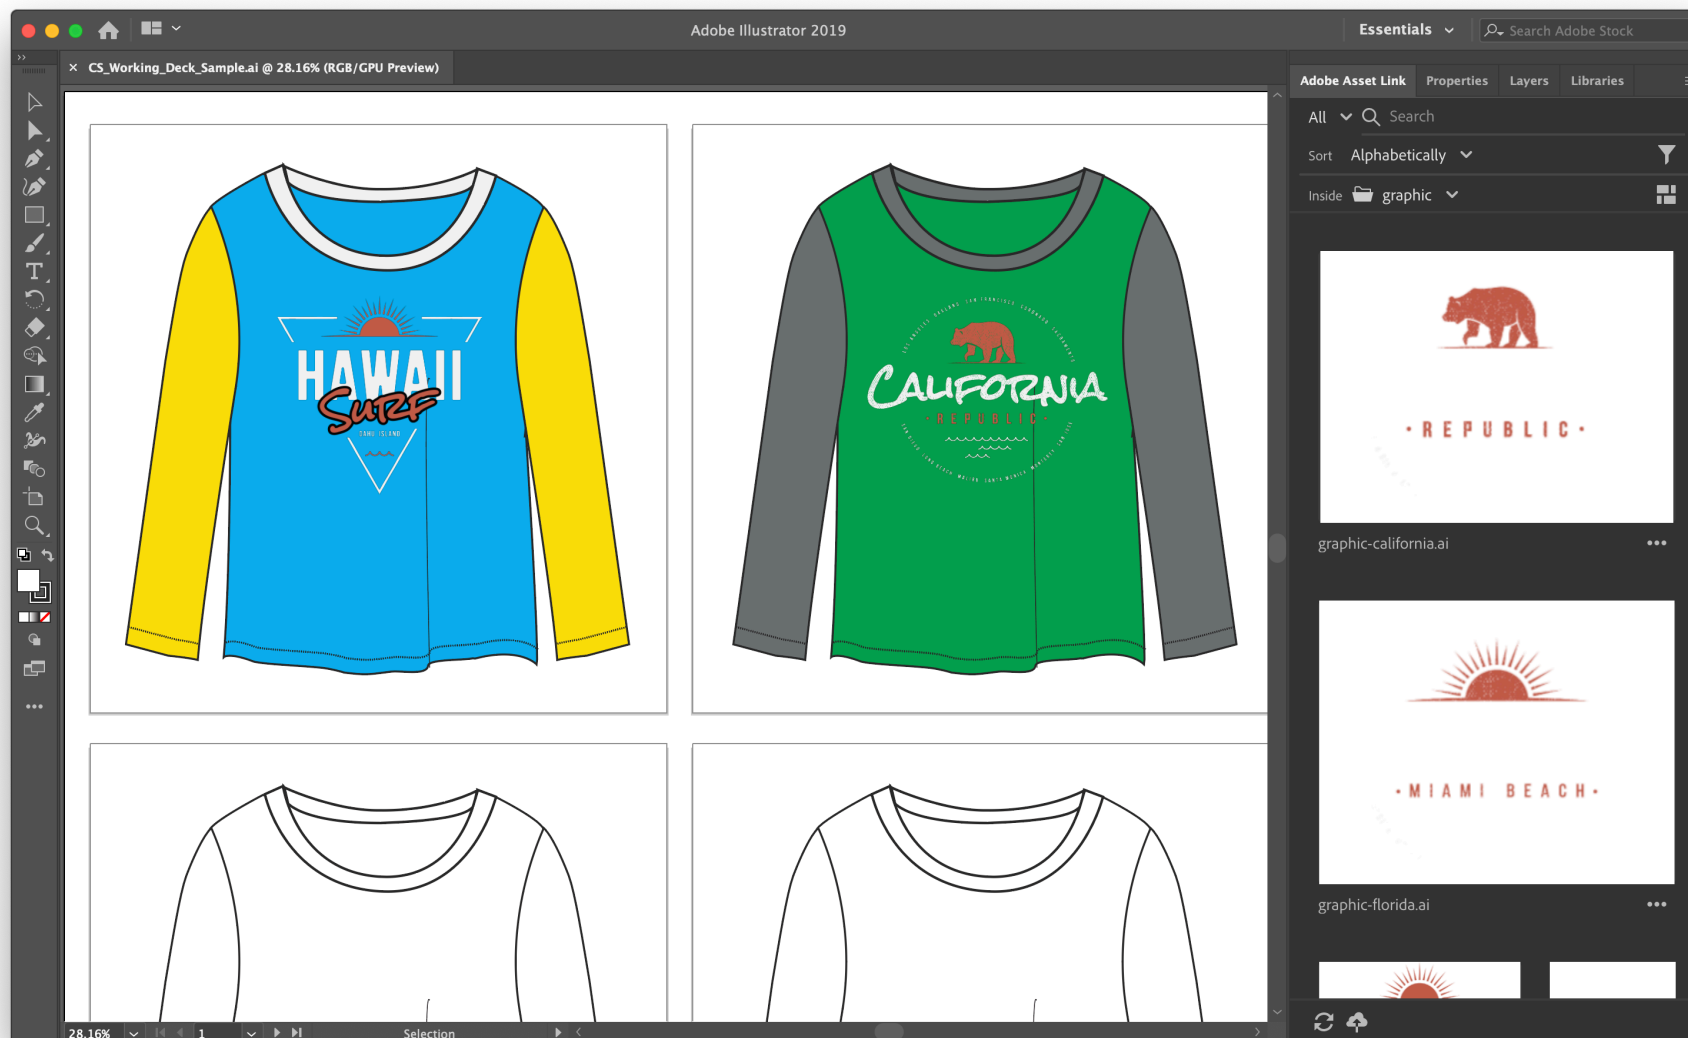 Adobe Illustrator 2019
Essentials
Search Adobe Stock
× CS_Working_Deck_Sample.ai @ 28.16% (RGB/GPU Preview)
Adobe Asset Link
Properties
Layers
Libraries
All
Search
Sort Alphabetically
Inside graphic
HAWAII
SURF
CALIFORNIA
- REPUBLIC -
• REPUBLIC •
graphic-california.ai
• MIAMI BEACH •
graphic-florida.ai
28.16%
1
Selection